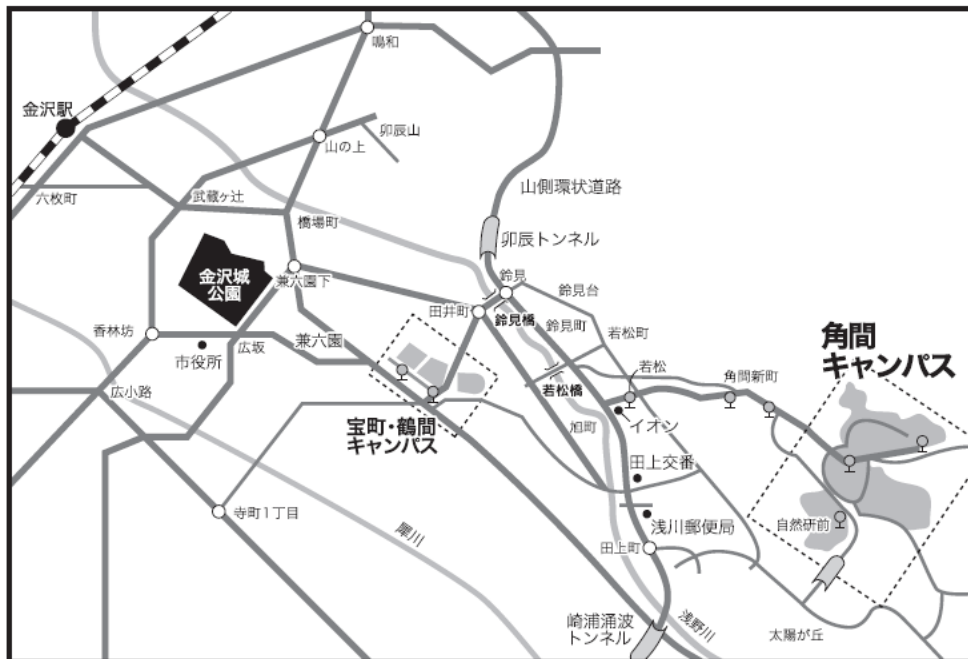 鳴和
金沢駅
卯辰山
山の上
六枚町
武蔵ヶ辻
山側環状道路
橋場町
卯辰トンネル
金沢城
公園
兼六園下
鈴見
鈴見台
田井町
鈴見橋
鈴見町
若松町
香林坊
市役所
広坂
兼六園
角間
キャンパス
若松
角間新町
広小路
若松橋
宝町・鶴間
キャンパス
旭町
イオン
田上交番
寺町1丁目
浅川郵便局
自然研前
犀川
田上町
崎浦涌波
トンネル
浅野川
太陽が丘